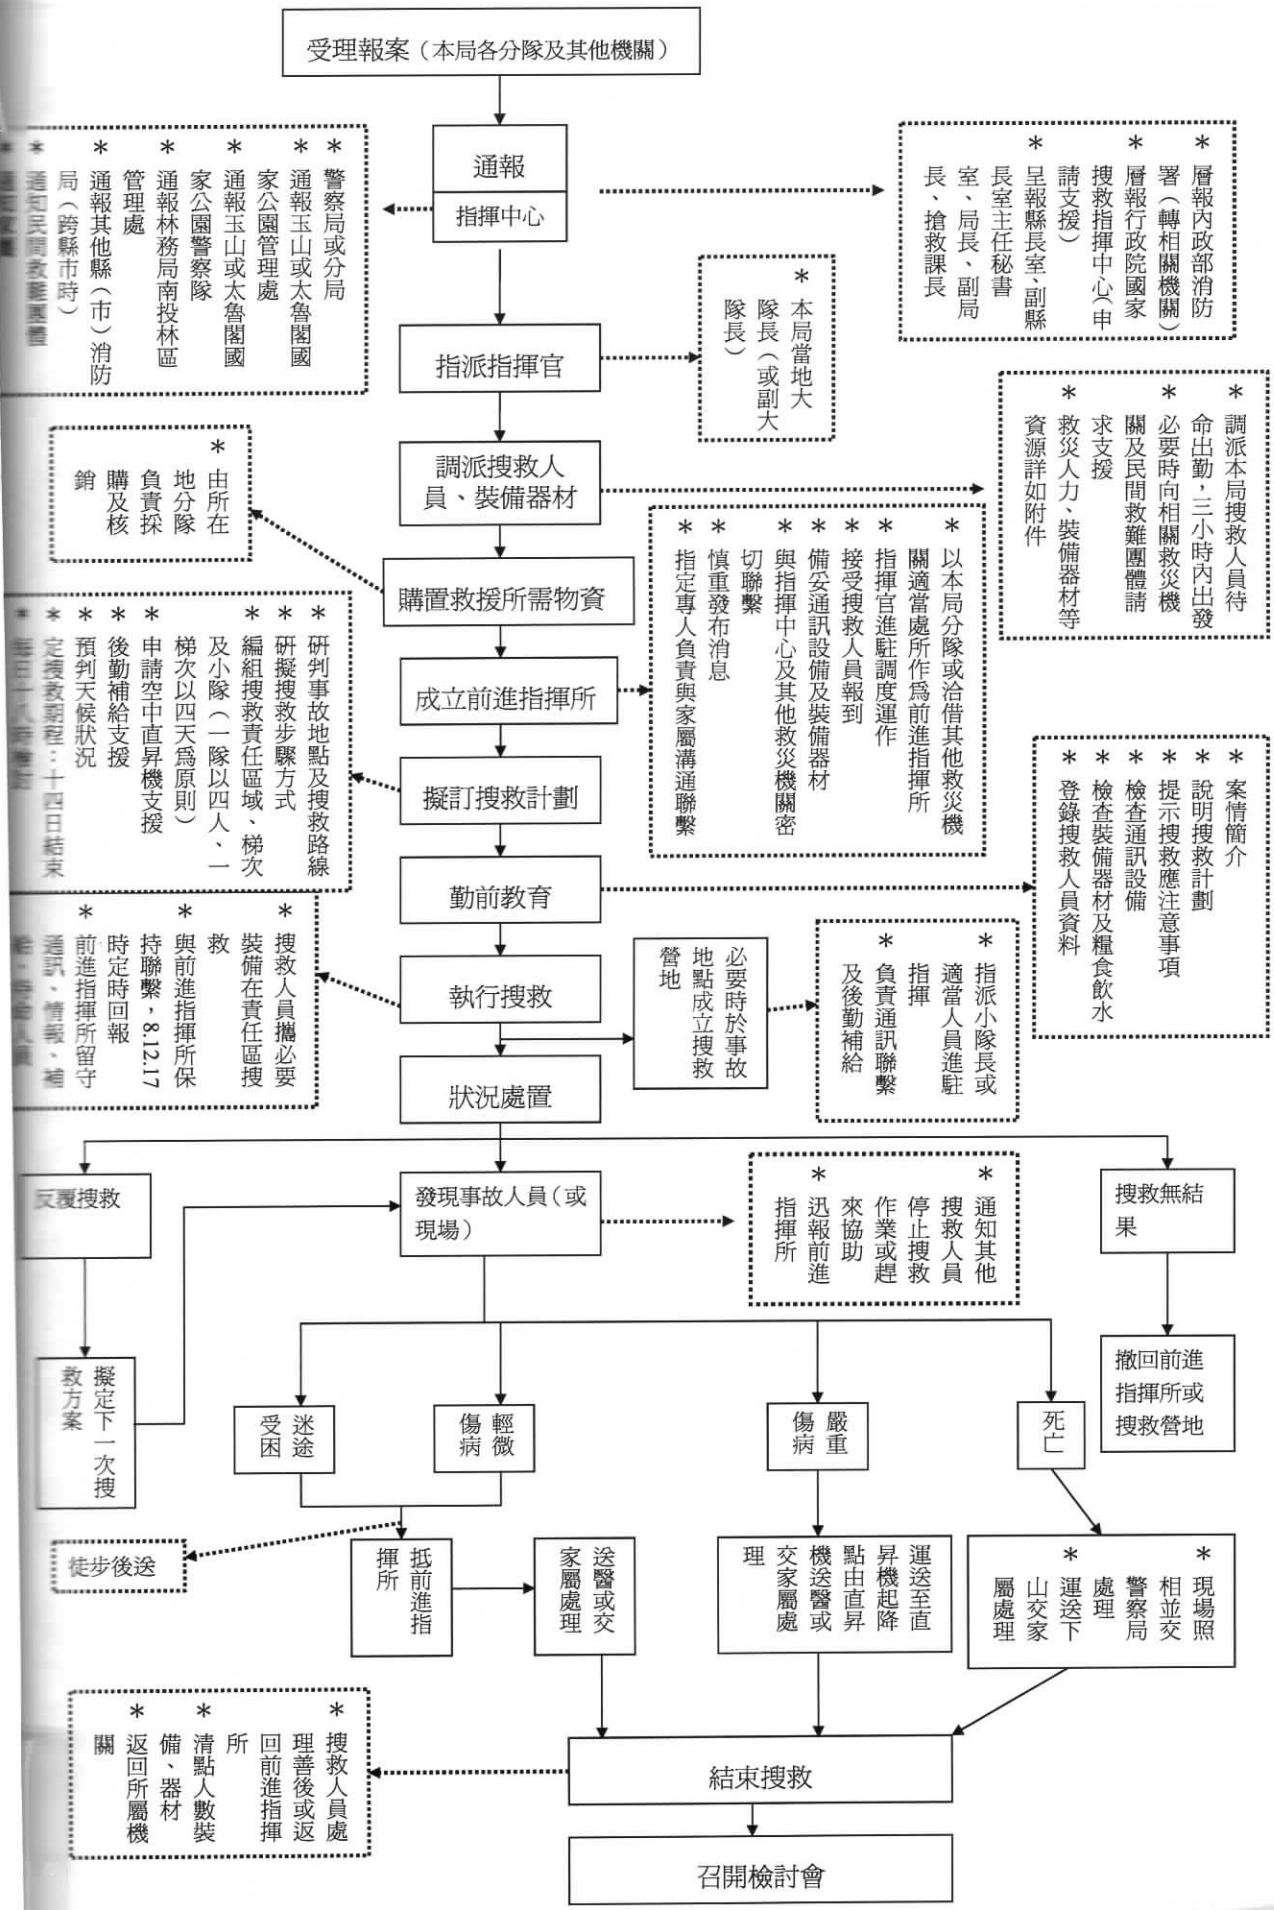 受理報案（本局各分隊及其他機關）
通報
指揮中心
＊警察局或分局
＊通報玉山或太魯閣國
家公園管理處
＊通報玉山或太魯閣國
家公園警察隊
＊通報林務局南投林區
管理處
＊通報其他縣（市）消防
局（跨縣市時）
＊通知民間救難團體
＊層報內政部消防
署（轉相關機關）
層報行政院國家
搜救指揮中心（申
請支援）
＊呈報縣長室、副縣
長室主任秘書
室、局長、副局
長、搶救課長
指派指揮官
＊本局當地大
隊長（或副大
隊長）
調派搜救人
員、裝備器材
＊調派本局搜救人員待
命出勤，三小時內出發
＊必要時向相關救災機
關及民間救難團體請
求支援
＊救災人力、裝備器材等
資源詳如附件
購置救援所需物資
＊由所在
地分隊
負責採
購及核
銷
成立前進指揮所
＊以本局分隊或洽借其他救災機
關適當處所作爲前進指揮所
＊指揮官進駐調度運作
＊接受搜救人員報到
＊備妥通訊設備及裝備器材
＊與指揮中心及其他救災機關密
切聯繫
＊慎重發布消息
＊指定專人負責與家屬溝通聯繫
擬訂搜救計劃
＊研判事故地點及搜救路線
＊研擬搜救步驟方式
＊編組搜救責任區域、梯次
及小隊（一隊以四人、一
梯次以四天爲原則）
＊申請空中直昇機支援
＊後勤補給支援
＊預判天候狀況
＊定搜救期程：十四日結束
＊每日十八時檢討
勤前教育
＊案情簡介
＊說明搜救計劃
＊提示搜救應注意事項
＊檢查通訊設備
＊檢查裝備器材及糧食飲水
＊登錄搜救人員資料
執行搜救
＊搜救人員攜必要
裝備在責任區搜
救
＊與前進指揮所保
持聯繫，8.12.17
時定時回報
＊前進指揮所留守
通訊、情報、補
必要時於事故
地點成立搜救
營地
＊指派小隊長或
適當人員進駐
指揮
＊負責通訊聯繫
及後勤補給
狀況處置
反覆搜救
發現事故人員（或
現場）
＊通知其他
搜救人員
停止搜救
作業或趕
來協助
＊迅報前進
指揮所
搜救無結
果
擬定下一次搜
救方案
迷途
受困
輕微
傷病
嚴重
傷病
死亡
撤回前進
指揮所或
搜救營地
徒步後送
抵前進指
揮所
送醫或交
家屬處理
運送至直
昇機起降
點由直昇
機送醫或
交家屬處
理
＊現場照
相並交
警察局
處理
＊運送下
山交家
屬處理
結束搜救
＊搜救人員處
理善後或返
回前進指揮
所
＊清點人數裝
備、器材
＊返回所屬機
關
召開檢討會